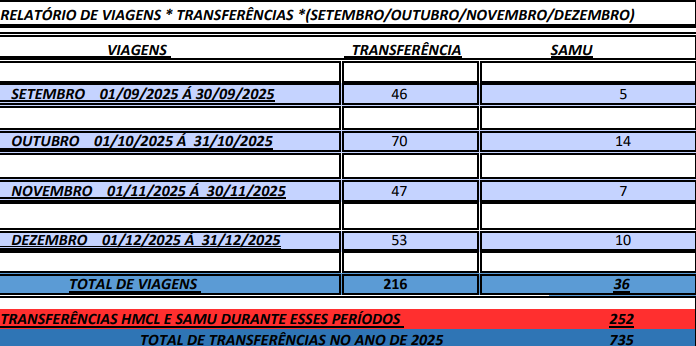 RELATÓRIO DE VIAGENS * TRANSFERÊNCIAS *(SETEMBRO/OUTUBRO/NOVEMBRO/DEZEMBRO)
VIAGENS TRANSFERÊNCIA SAMU
SETEMBRO 01/09/2025 Á 30/09/2025 46 5
OUTUBRO 01/10/2025 Á 31/10/2025 70 14
NOVEMBRO 01/11/2025 Á 30/11/2025 47 7
DEZEMBRO 01/12/2025 Á 31/12/2025 53 10
TOTAL DE VIAGENS 216 36
TRANSFERÊNCIAS HMCL E SAMU DURANTE ESSES PERÍODOS 252
TOTAL DE TRANSFERÊNCIAS NO ANO DE 2025 735